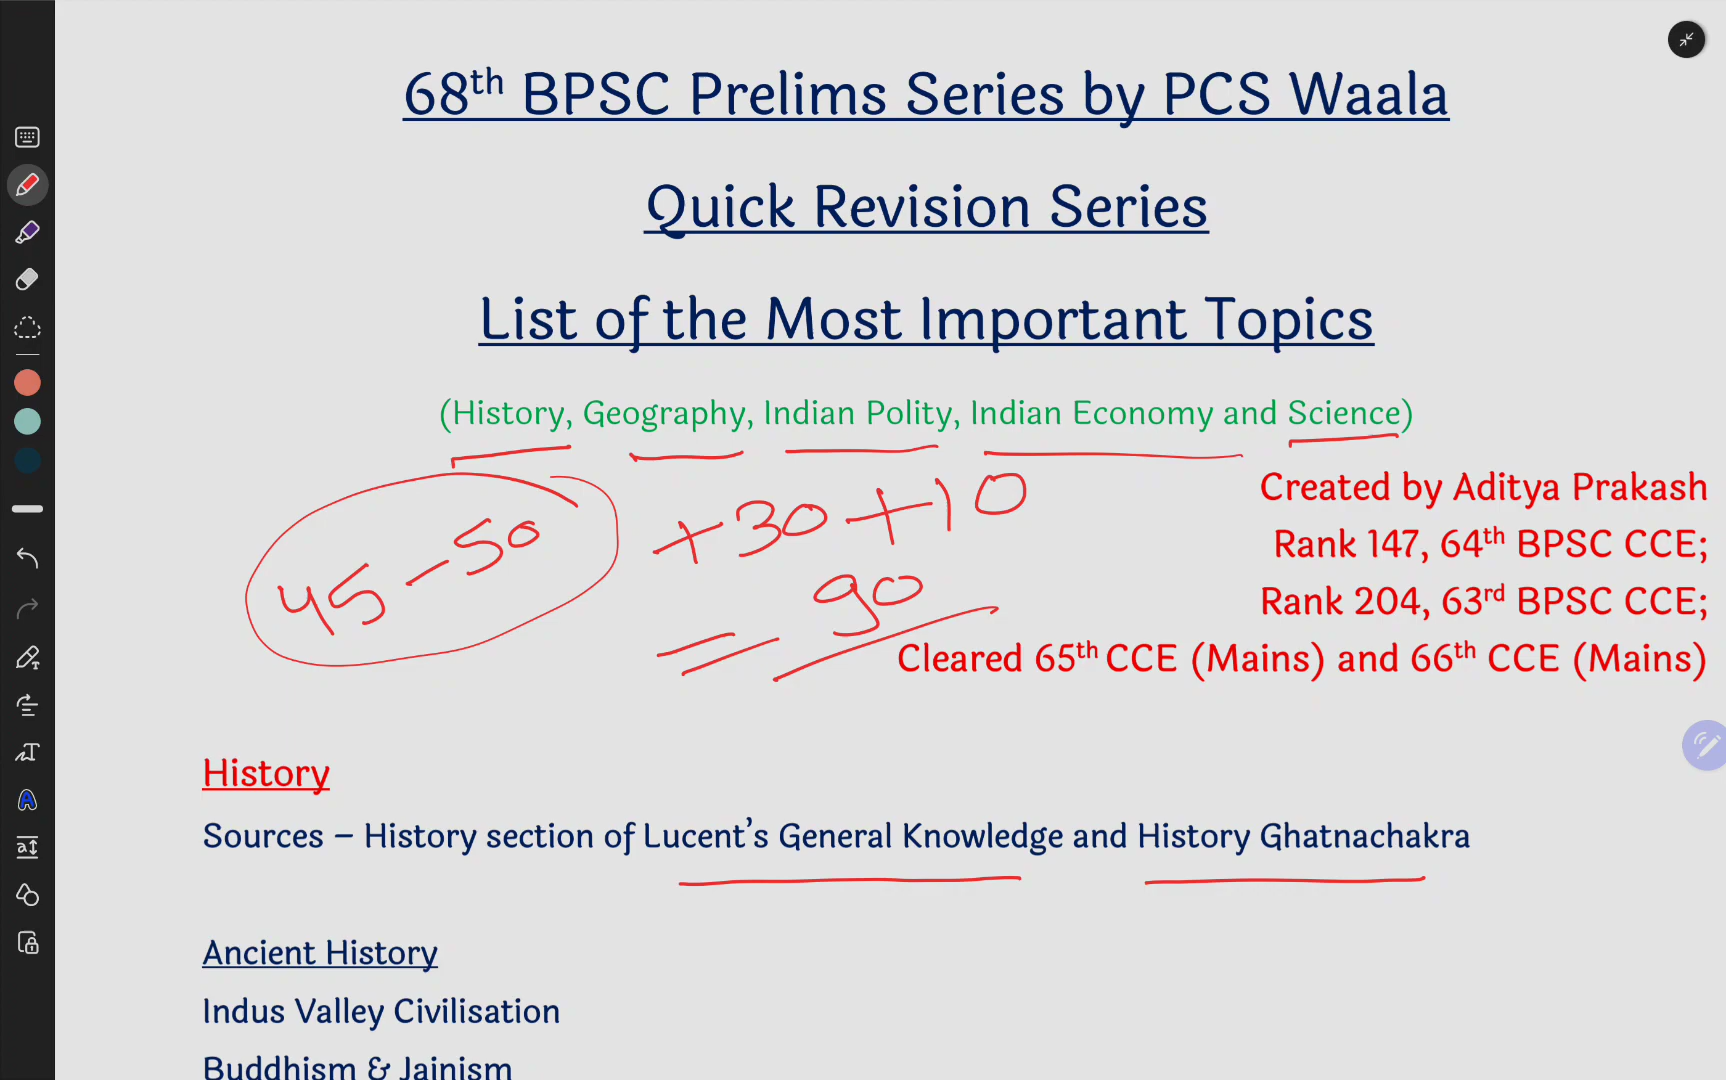 68th BPSC Prelims Series by PCS Waala
Quick Revision Series
List of the Most Important Topics
(History, Geography, Indian Polity, Indian Economy and Science)
45-50 +30+10
= 90
Created by Aditya Prakash
Rank 147, 64th BPSC CCE;
Rank 204, 63rd BPSC CCE;
Cleared 65th CCE (Mains) and 66th CCE (Mains)
History
Sources – History section of Lucent’s General Knowledge and History Ghatnachakra
Ancient History
Indus Valley Civilisation
Buddhism & Jainism